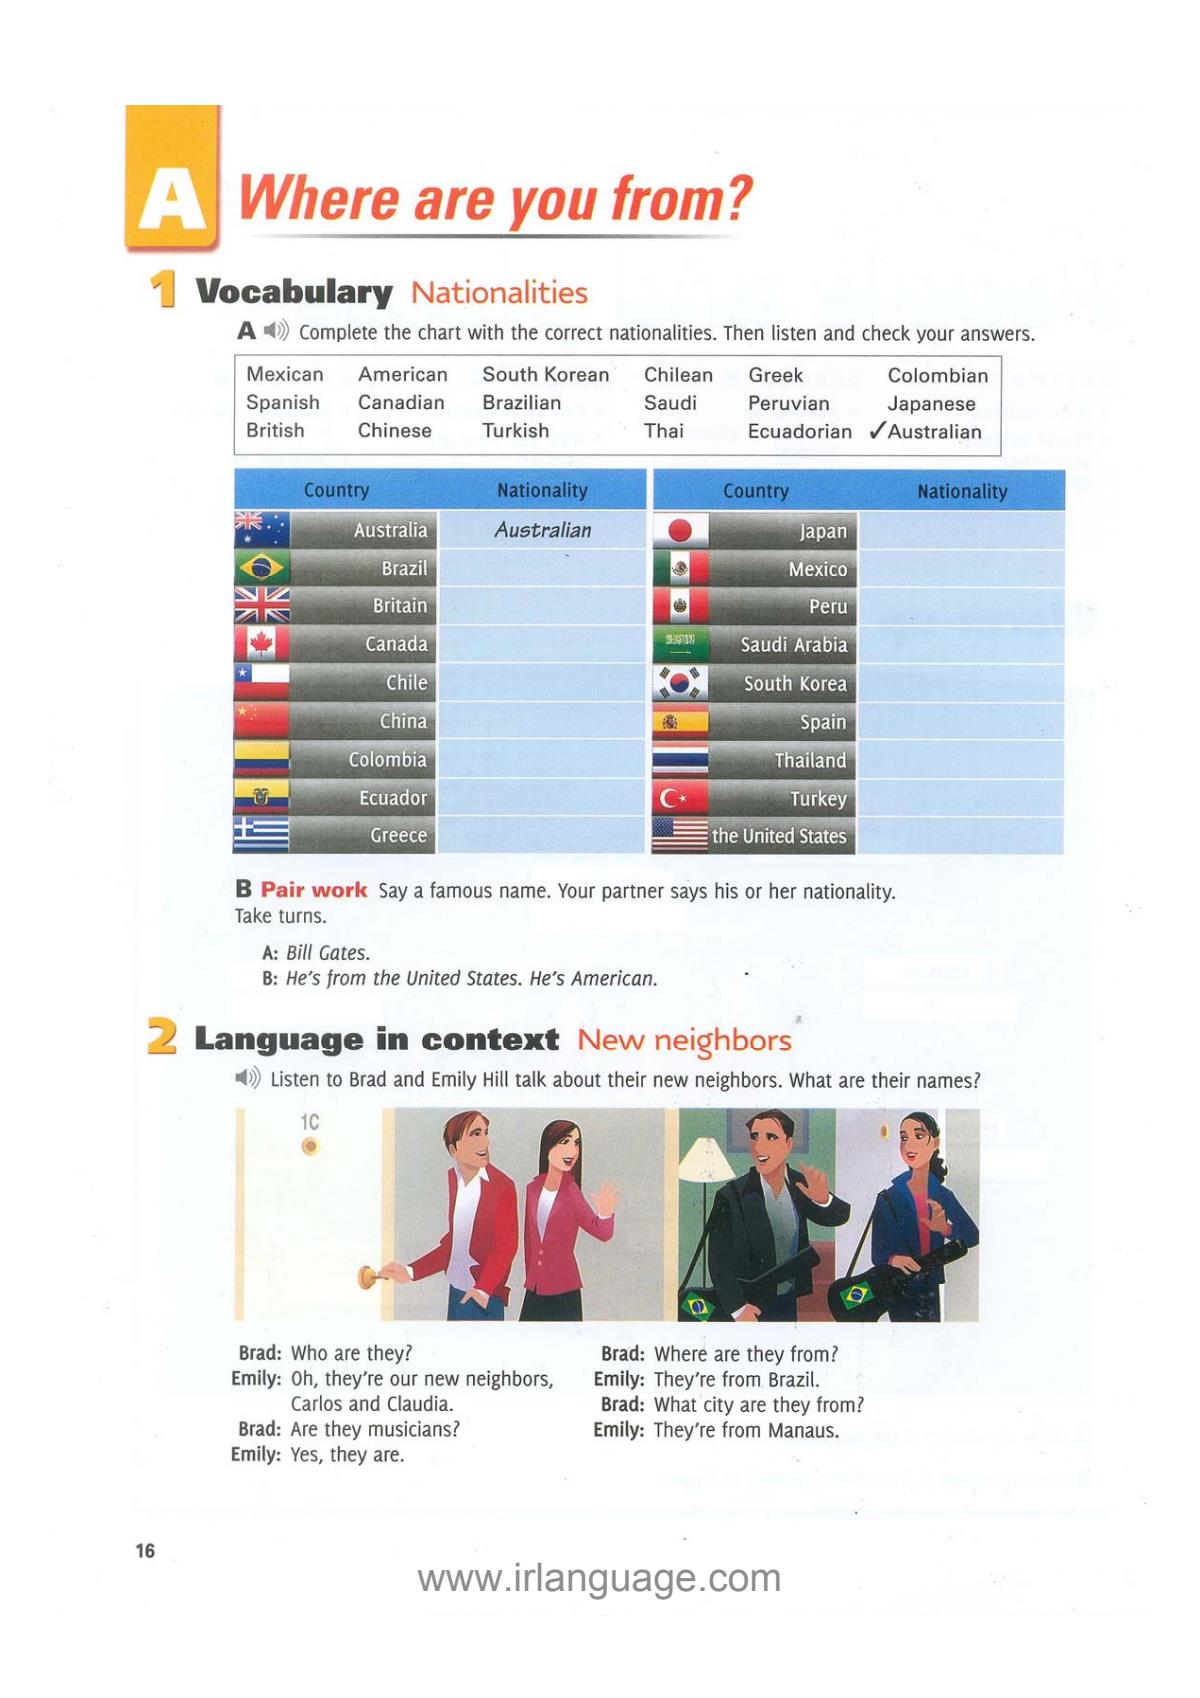 A
Where are you from?
1 Vocabulary Nationalities
A Complete the chart with the correct nationalities. Then listen and check your answers.
Mexican American South Korean Chilean Greek Colombian
Spanish Canadian Brazilian Saudi Peruvian Japanese
British Chinese Turkish Thai Ecuadorian ✓Australian
Country Nationality Country Nationality
Australia Australian Japan
Brazil Mexico
Britain Peru
Canada Saudi Arabia
Chile South Korea
China Spain
Colombia Thailand
Ecuador Turkey
Greece the United States
B Pair work Say a famous name. Your partner says his or her nationality.
Take turns.
A: Bill Gates.
B: He's from the United States. He's American.
2 Language in context New neighbors
Listen to Brad and Emily Hill talk about their new neighbors. What are their names?
1C
Brad: Who are they?
Emily: Oh, they're our new neighbors,
Carlos and Claudia.
Brad: Are they musicians?
Emily: Yes, they are.
Brad: Where are they from?
Emily: They're from Brazil.
Brad: What city are they from?
Emily: They're from Manaus.
16
www.irlanguage.com